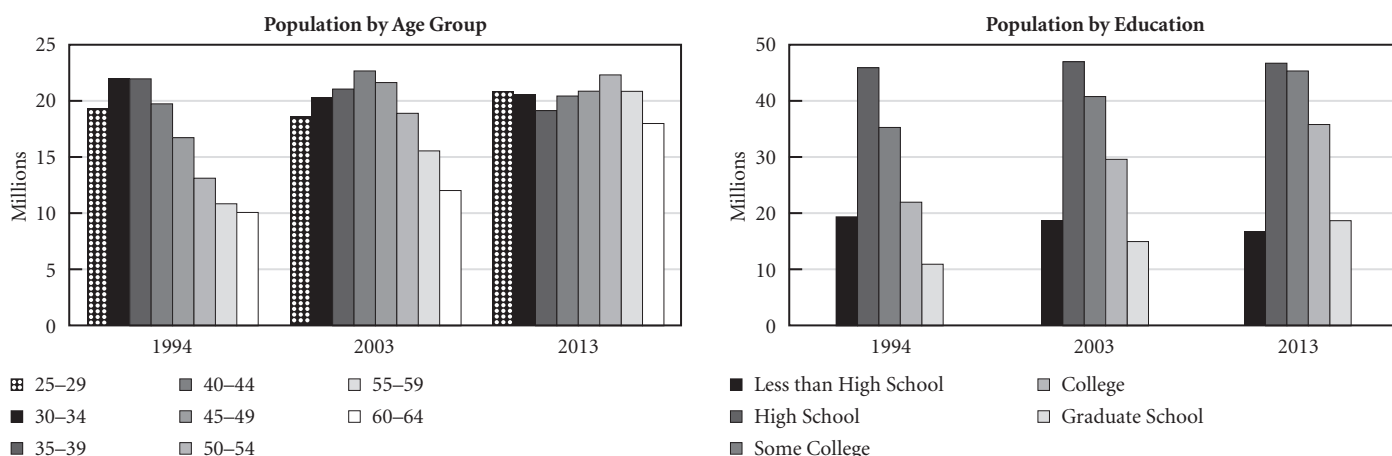 Population by Age Group
25
20
15
10
5
0
Millions
1994
2003
2013
25–29
40–44
55–59
30–34
45–49
60–64
35–39
50–54
Population by Education
50
40
30
20
10
0
Millions
1994
2003
2013
Less than High School
College
High School
Graduate School
Some College